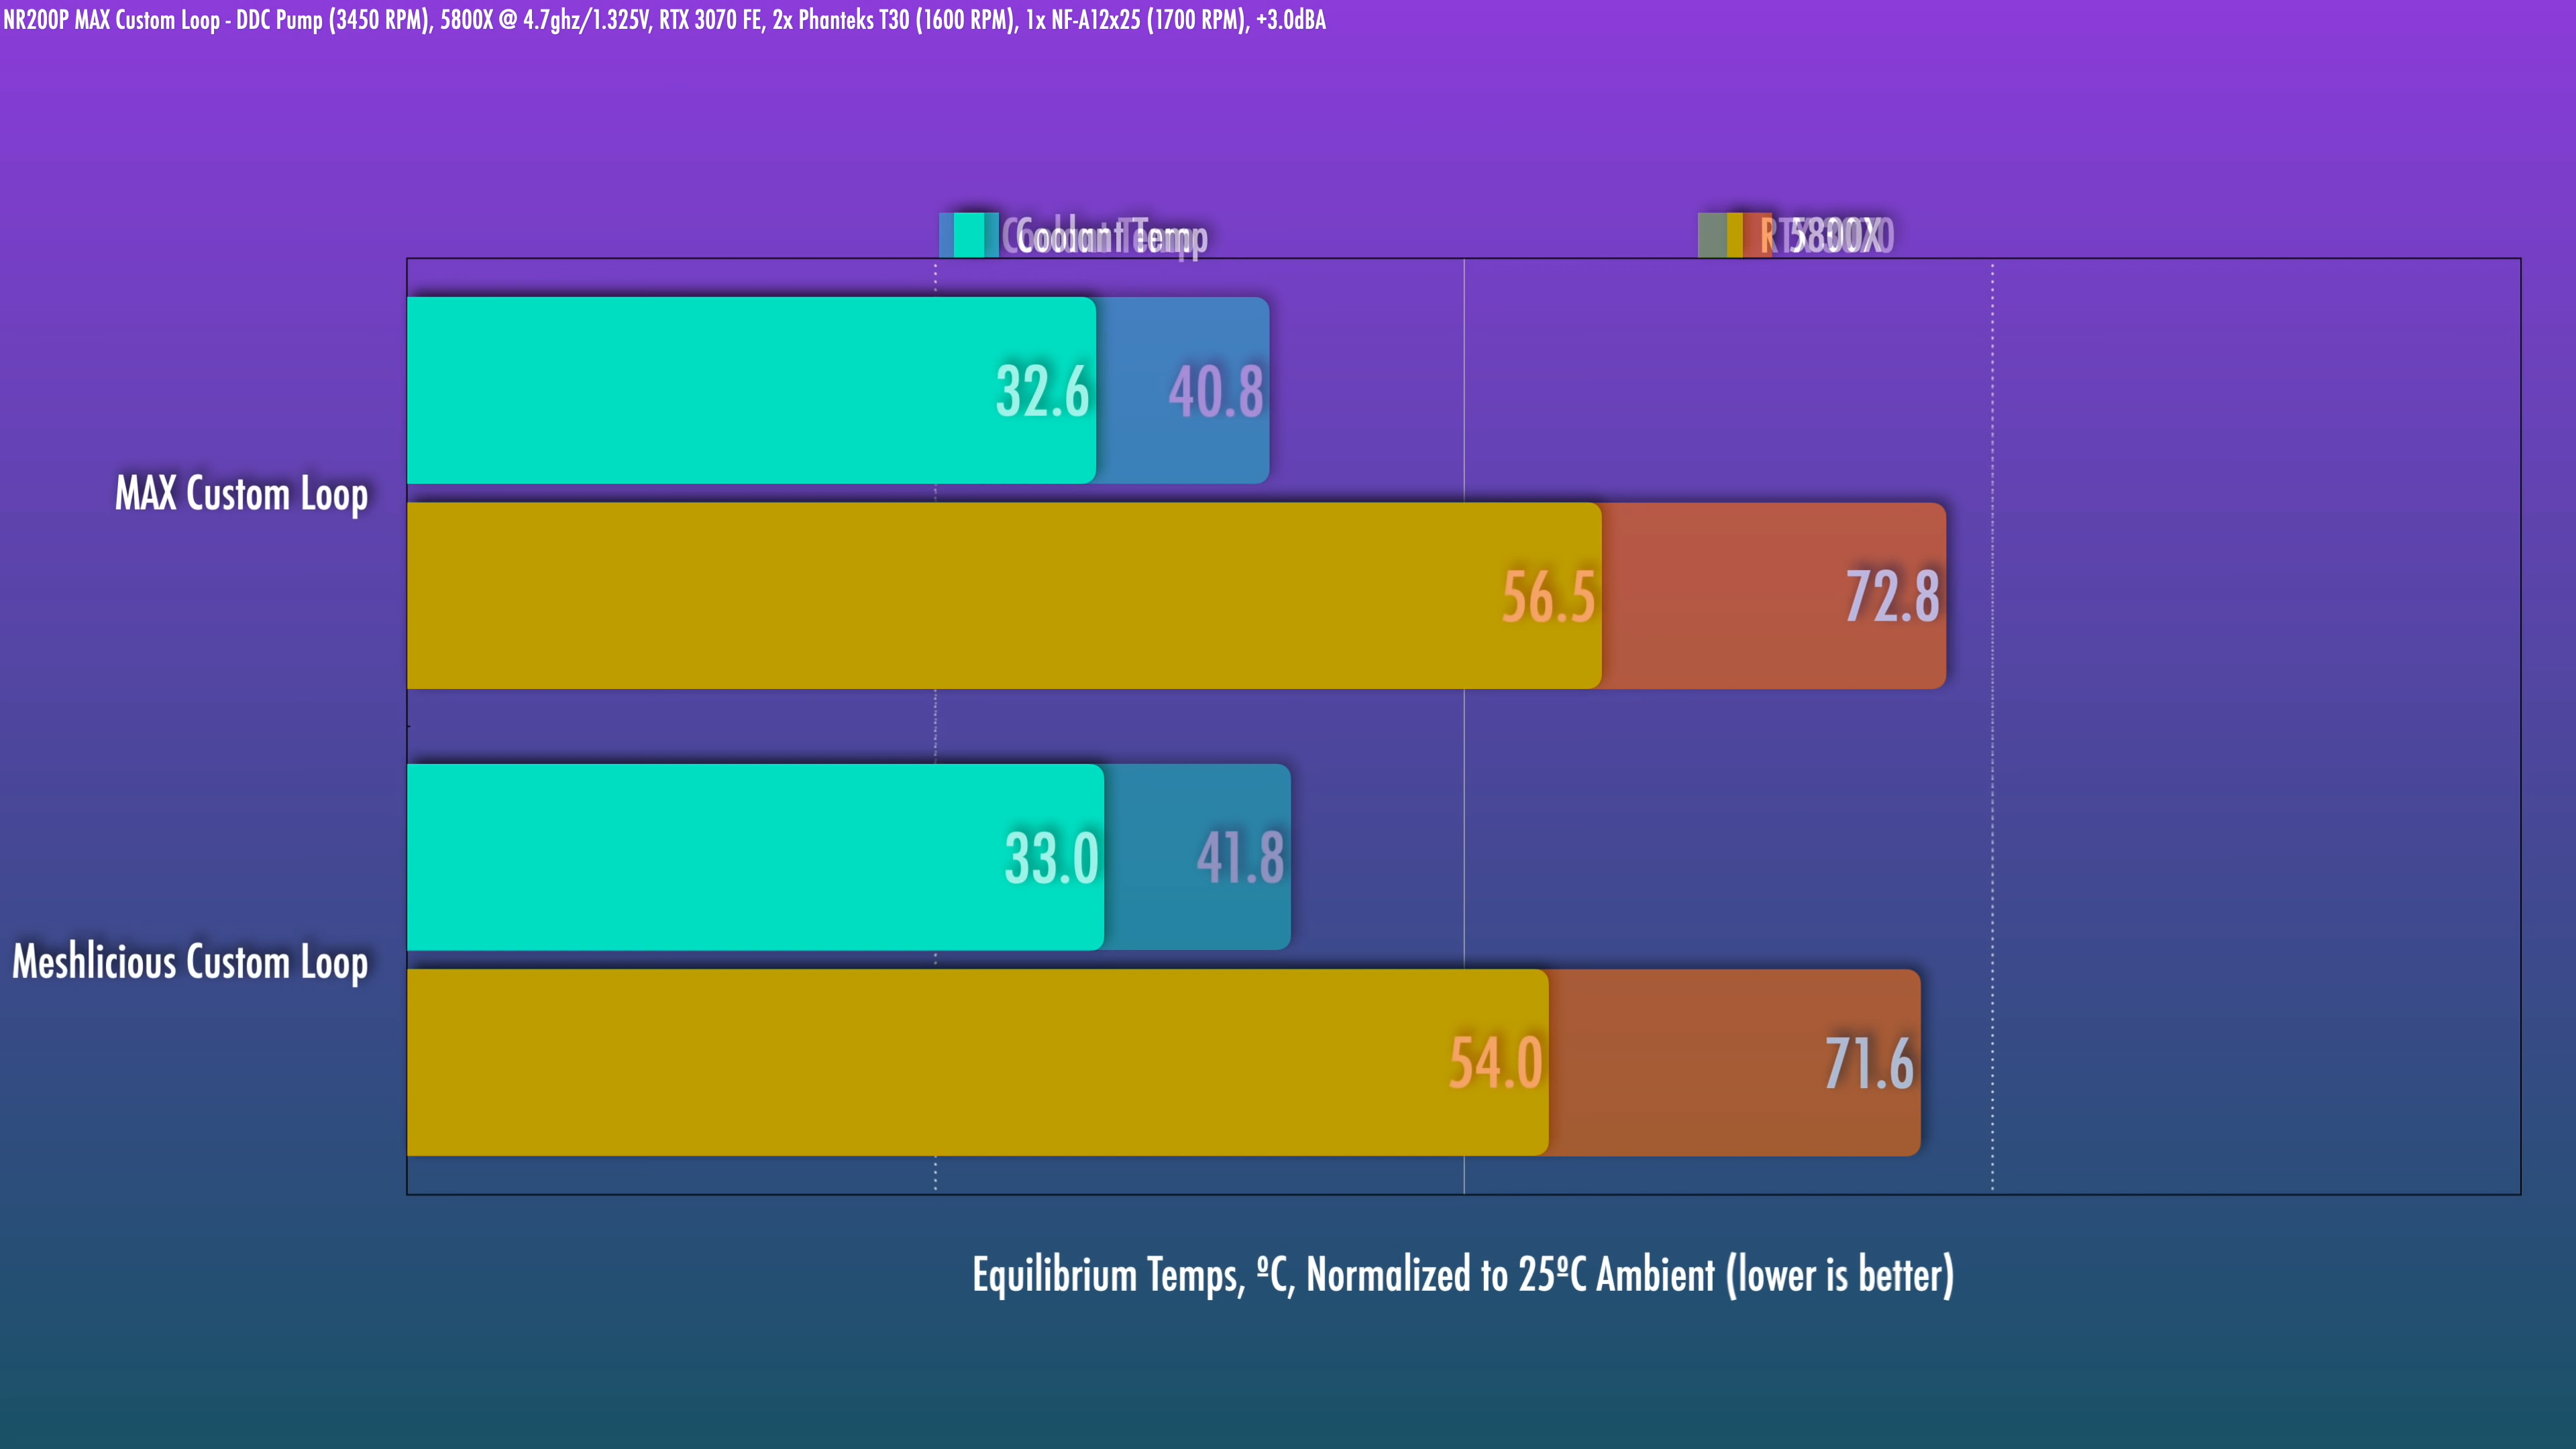 NR200P MAX Custom Loop - DDC Pump (3450 RPM), 5800X @ 4.7ghz/1.325V, RTX 3070 FE, 2x Phanteks T30 (1600 RPM), 1x NF-A12x25 (1700 RPM), +3.0dBA
Coolant Temp 5800X
32.6 40.8
MAX Custom Loop
56.5 72.8
33.0 41.8
Meshlicious Custom Loop
54.0 71.6
Equilibrium Temps, ºC, Normalized to 25ºC Ambient (lower is better)